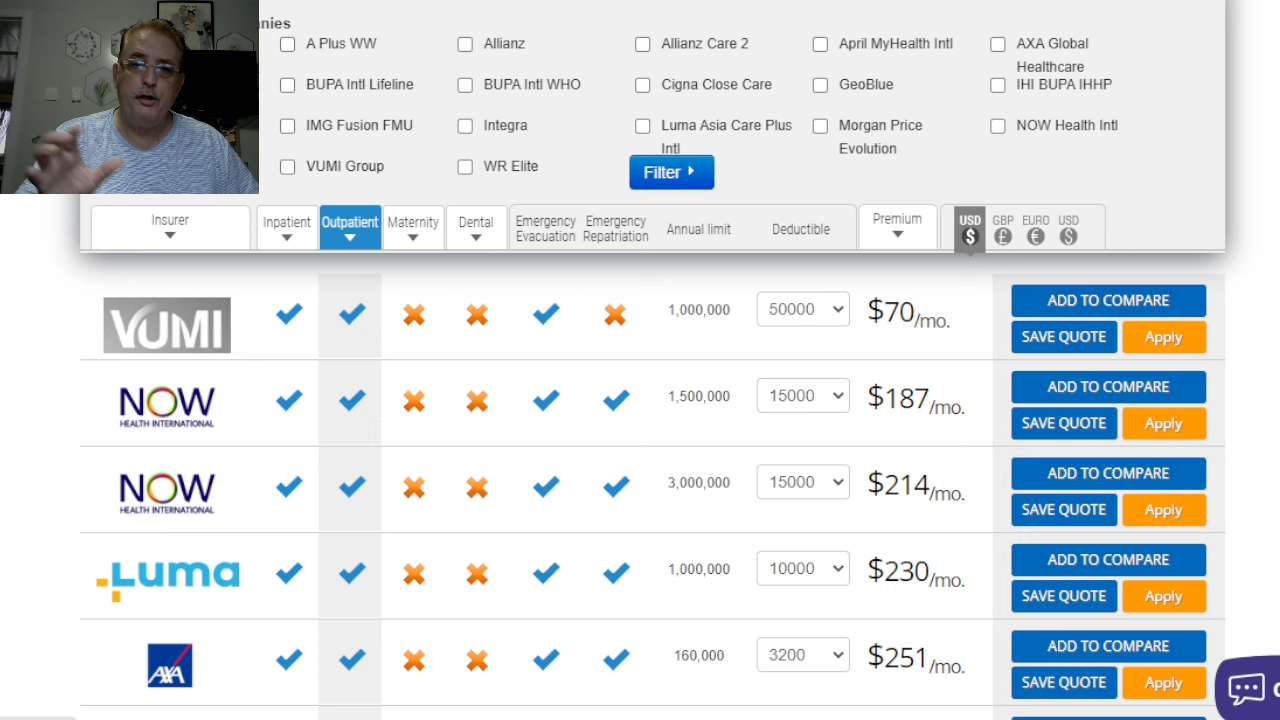 nies
A Plus WW Allianz Allianz Care 2 April MyHealth Intl AXA Global
Healthcare
BUPA Intl Lifeline BUPA Intl WHO Cigna Close Care GeoBlue IHI BUPA IHHP
IMG Fusion FMU Integra Luma Asia Care Plus Morgan Price NOW Health Intl
Intl Evolution
VUMI Group WR Elite
Filter
Insurer Inpatient Outpatient Maternity Dental Emergency Emergency Annual limit Deductible Premium USD GBP EURO USD
Evacuation Repatriation
$ £ € $
VUMI 1,000,000 50000 $70/mo. ADD TO COMPARE
SAVE QUOTE Apply
NOW 1,500,000 15000 $187/mo. ADD TO COMPARE
HEALTH INTERNATIONAL SAVE QUOTE Apply
NOW 3,000,000 15000 $214/mo. ADD TO COMPARE
HEALTH INTERNATIONAL SAVE QUOTE Apply
Luma 1,000,000 10000 $230/mo. ADD TO COMPARE
SAVE QUOTE Apply
AXA 160,000 3200 $251/mo. ADD TO COMPARE
SAVE QUOTE Apply